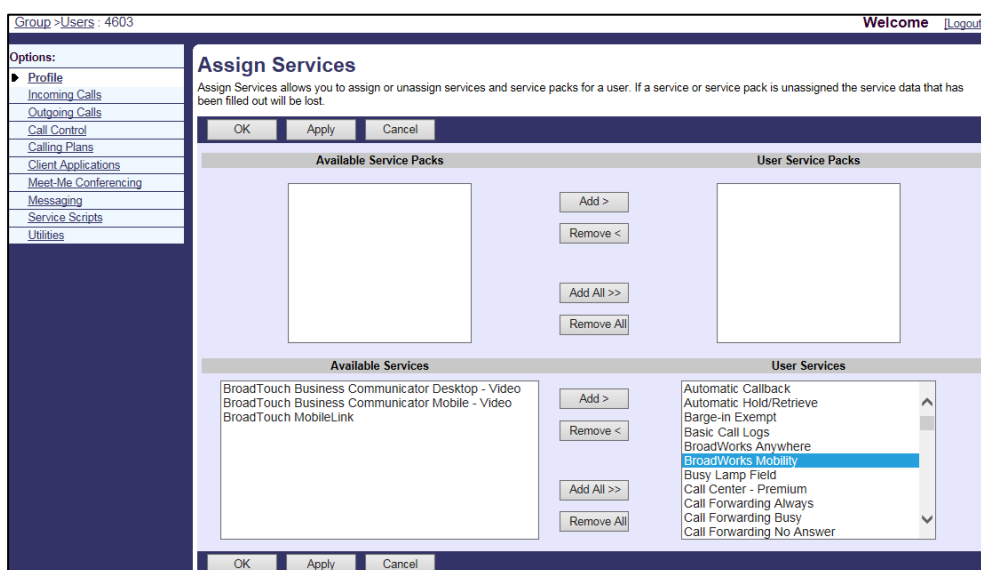 Group >Users : 4603
Welcome [Logout
Options:
Profile
Incoming Calls
Outgoing Calls
Call Control
Calling Plans
Client Applications
Meet-Me Conferencing
Messaging
Service Scripts
Utilities
Assign Services
Assign Services allows you to assign or unassign services and service packs for a user. If a service or service pack is unassigned the service data that has
been filled out will be lost.
OK Apply Cancel
Available Service Packs
User Service Packs
Add >
Remove <
Add All >>
Remove All
Available Services
User Services
BroadTouch Business Communicator Desktop - Video
BroadTouch Business Communicator Mobile - Video
BroadTouch MobileLink
Add >
Remove <
Add All >>
Remove All
Automatic Callback
Automatic Hold/Retrieve
Barge-in Exempt
Basic Call Logs
BroadWorks Anywhere
BroadWorks Mobility
Busy Lamp Field
Call Center - Premium
Call Forwarding Always
Call Forwarding Busy
Call Forwarding No Answer
OK Apply Cancel